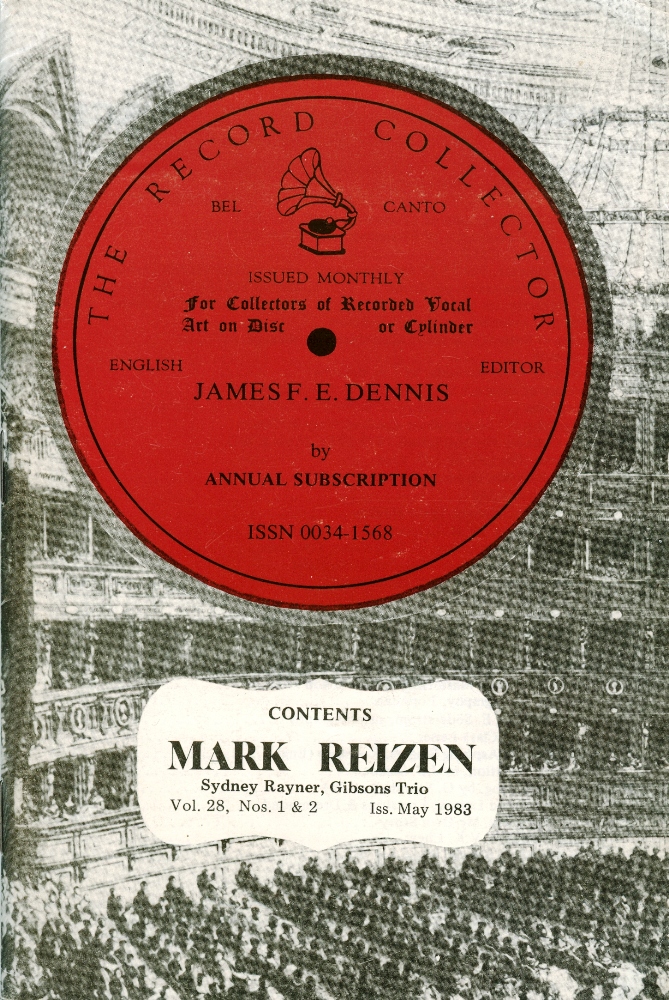 THE RECORD COLLECTOR
BEL CANTO
ISSUED MONTHLY
For Collectors of Recorded Vocal
Art on Disc or Cylinder
ENGLISH EDITOR
JAMES F. E. DENNIS
by
ANNUAL SUBSCRIPTION
ISSN 0034-1568
CONTENTS
MARK REIZEN
Sydney Rayner, Gibsons Trio
Vol. 28, Nos. 1 & 2 Iss. May 1983